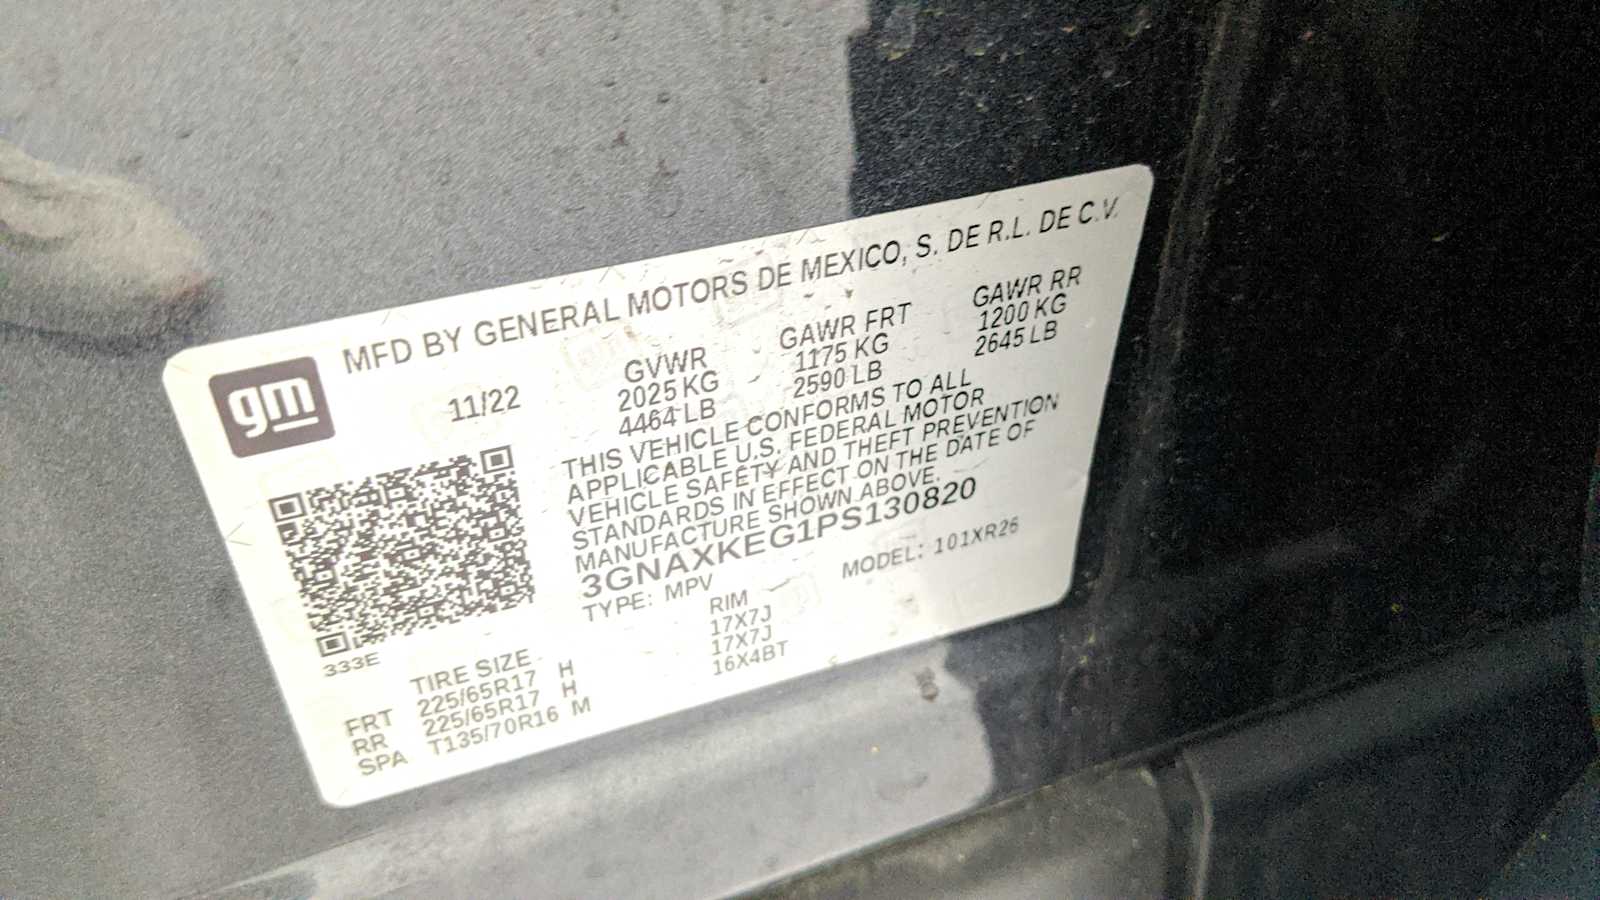 gm
MFD BY GENERAL MOTORS DE MEXICO, S. DE R.L. DE C.V.
11/22
GVWR GAWR FRT GAWR RR
2025 KG 1175 KG 1200 KG
4464 LB 2590 LB 2645 LB
THIS VEHICLE CONFORMS TO ALL
APPLICABLE U.S. FEDERAL MOTOR
VEHICLE SAFETY AND THEFT PREVENTION
STANDARDS IN EFFECT ON THE DATE OF
MANUFACTURE SHOWN ABOVE.
3GNAXKEG1PS130820
TYPE: MPV MODEL: 101XR26
333E
TIRE SIZE RIM
FRT 225/65R17 H 17X7J
RR 225/65R17 H 17X7J
SPA T135/70R16 M 16X4BT